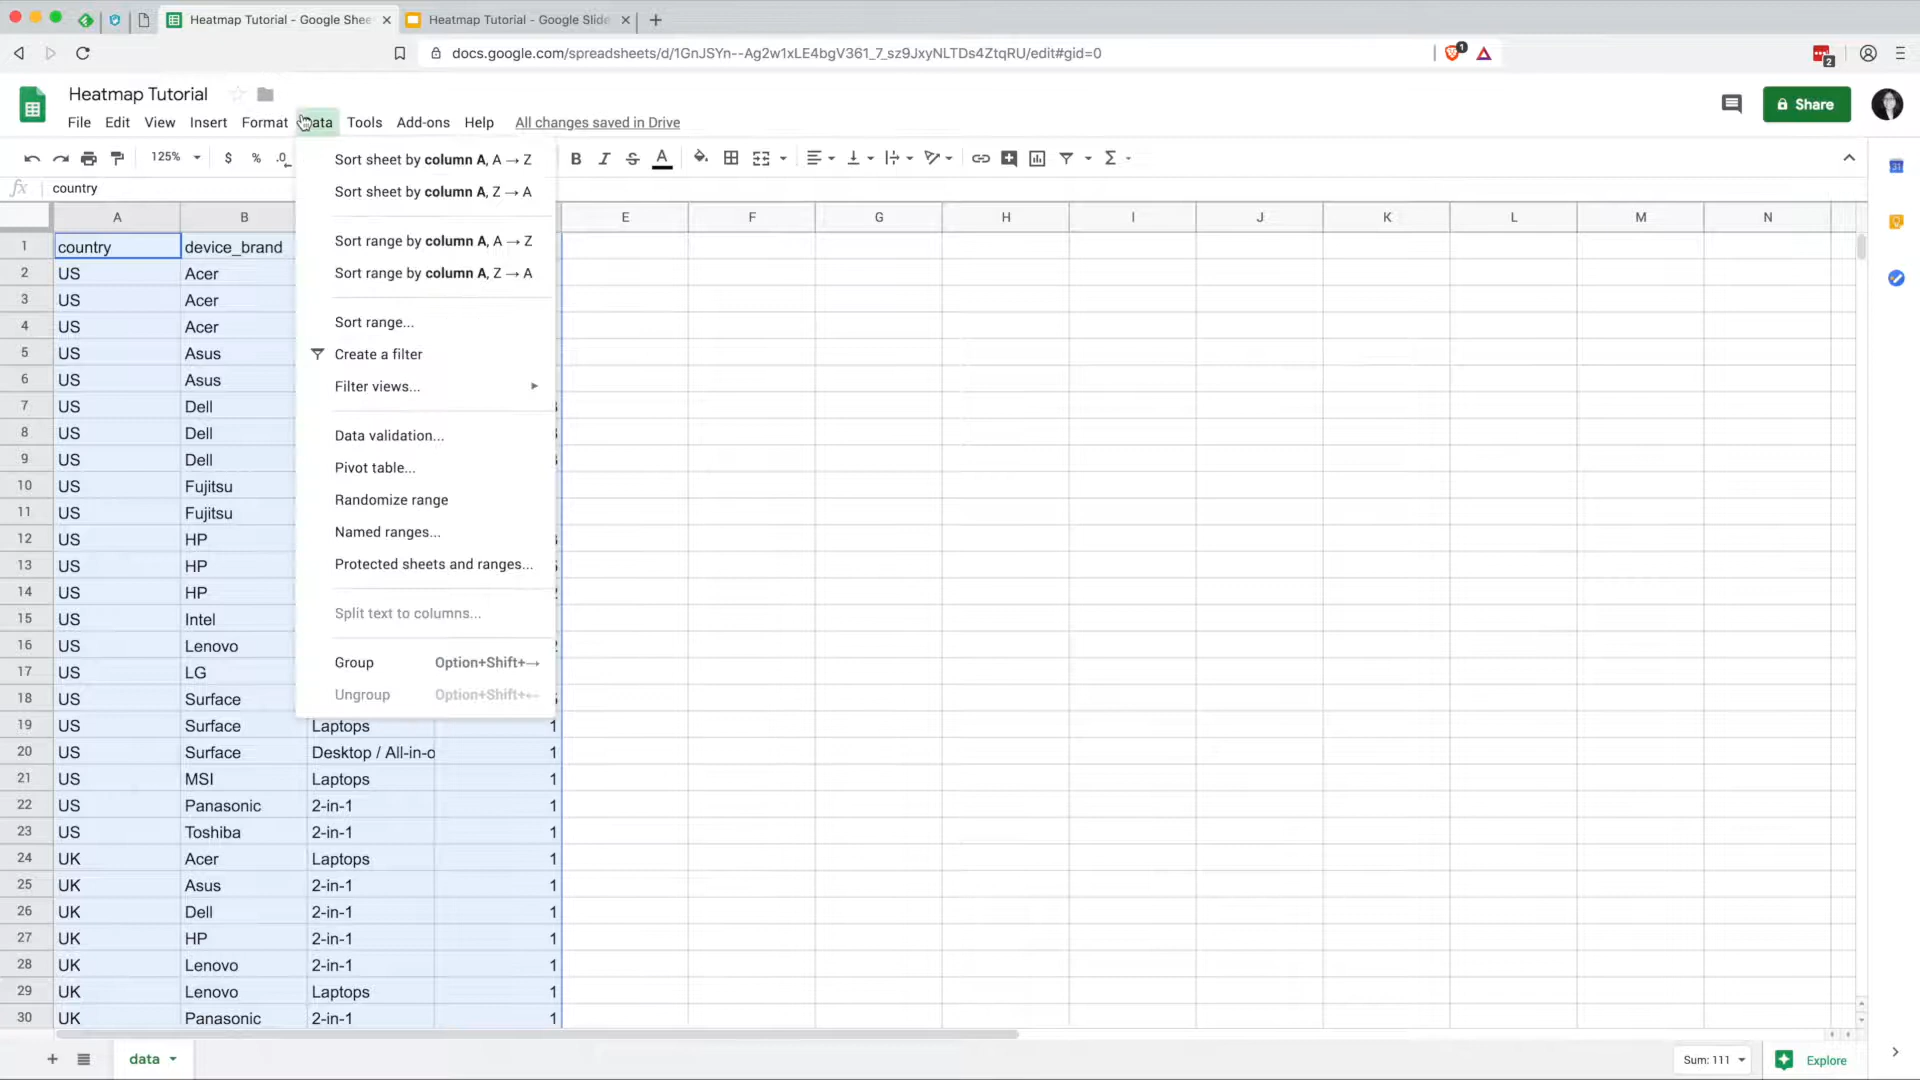 Heatmap Tutorial - Google Shee
Heatmap Tutorial - Google Slide
docs.google.com/spreadsheets/d/1GnJSYn--Ag2w1xLE4bgV361_7_sz9JxyNLTDs4ZtqRU/edit#gid=0
1
2
Heatmap Tutorial
Share
File Edit View Insert Format Data Tools Add-ons Help All changes saved in Drive
125% $ % .0 B I S A Σ
31
fx country
A B E F G H I J K L M N
1 country device_brand
2 US Acer
3 US Acer
4 US Acer
5 US Asus
6 US Asus
7 US Dell
8 US Dell
9 US Dell
10 US Fujitsu
11 US Fujitsu
12 US HP
13 US HP
14 US HP
15 US Intel
16 US Lenovo
17 US LG
18 US Surface
19 US Surface Laptops 1
20 US Surface Desktop / All-in-o 1
21 US MSI Laptops 1
22 US Panasonic 2-in-1 1
23 US Toshiba 2-in-1 1
24 UK Acer Laptops 1
25 UK Asus 2-in-1 1
26 UK Dell 2-in-1 1
27 UK HP 2-in-1 1
28 UK Lenovo 2-in-1 1
29 UK Lenovo Laptops 1
30 UK Panasonic 2-in-1 1
Sort sheet by column A, A → Z
Sort sheet by column A, Z → A
Sort range by column A, A → Z
Sort range by column A, Z → A
Sort range...
Create a filter
Filter views...
Data validation...
Pivot table...
Randomize range
Named ranges...
Protected sheets and ranges...
Split text to columns...
Group Option+Shift+→
Ungroup Option+Shift+←
data
Sum: 111
Explore